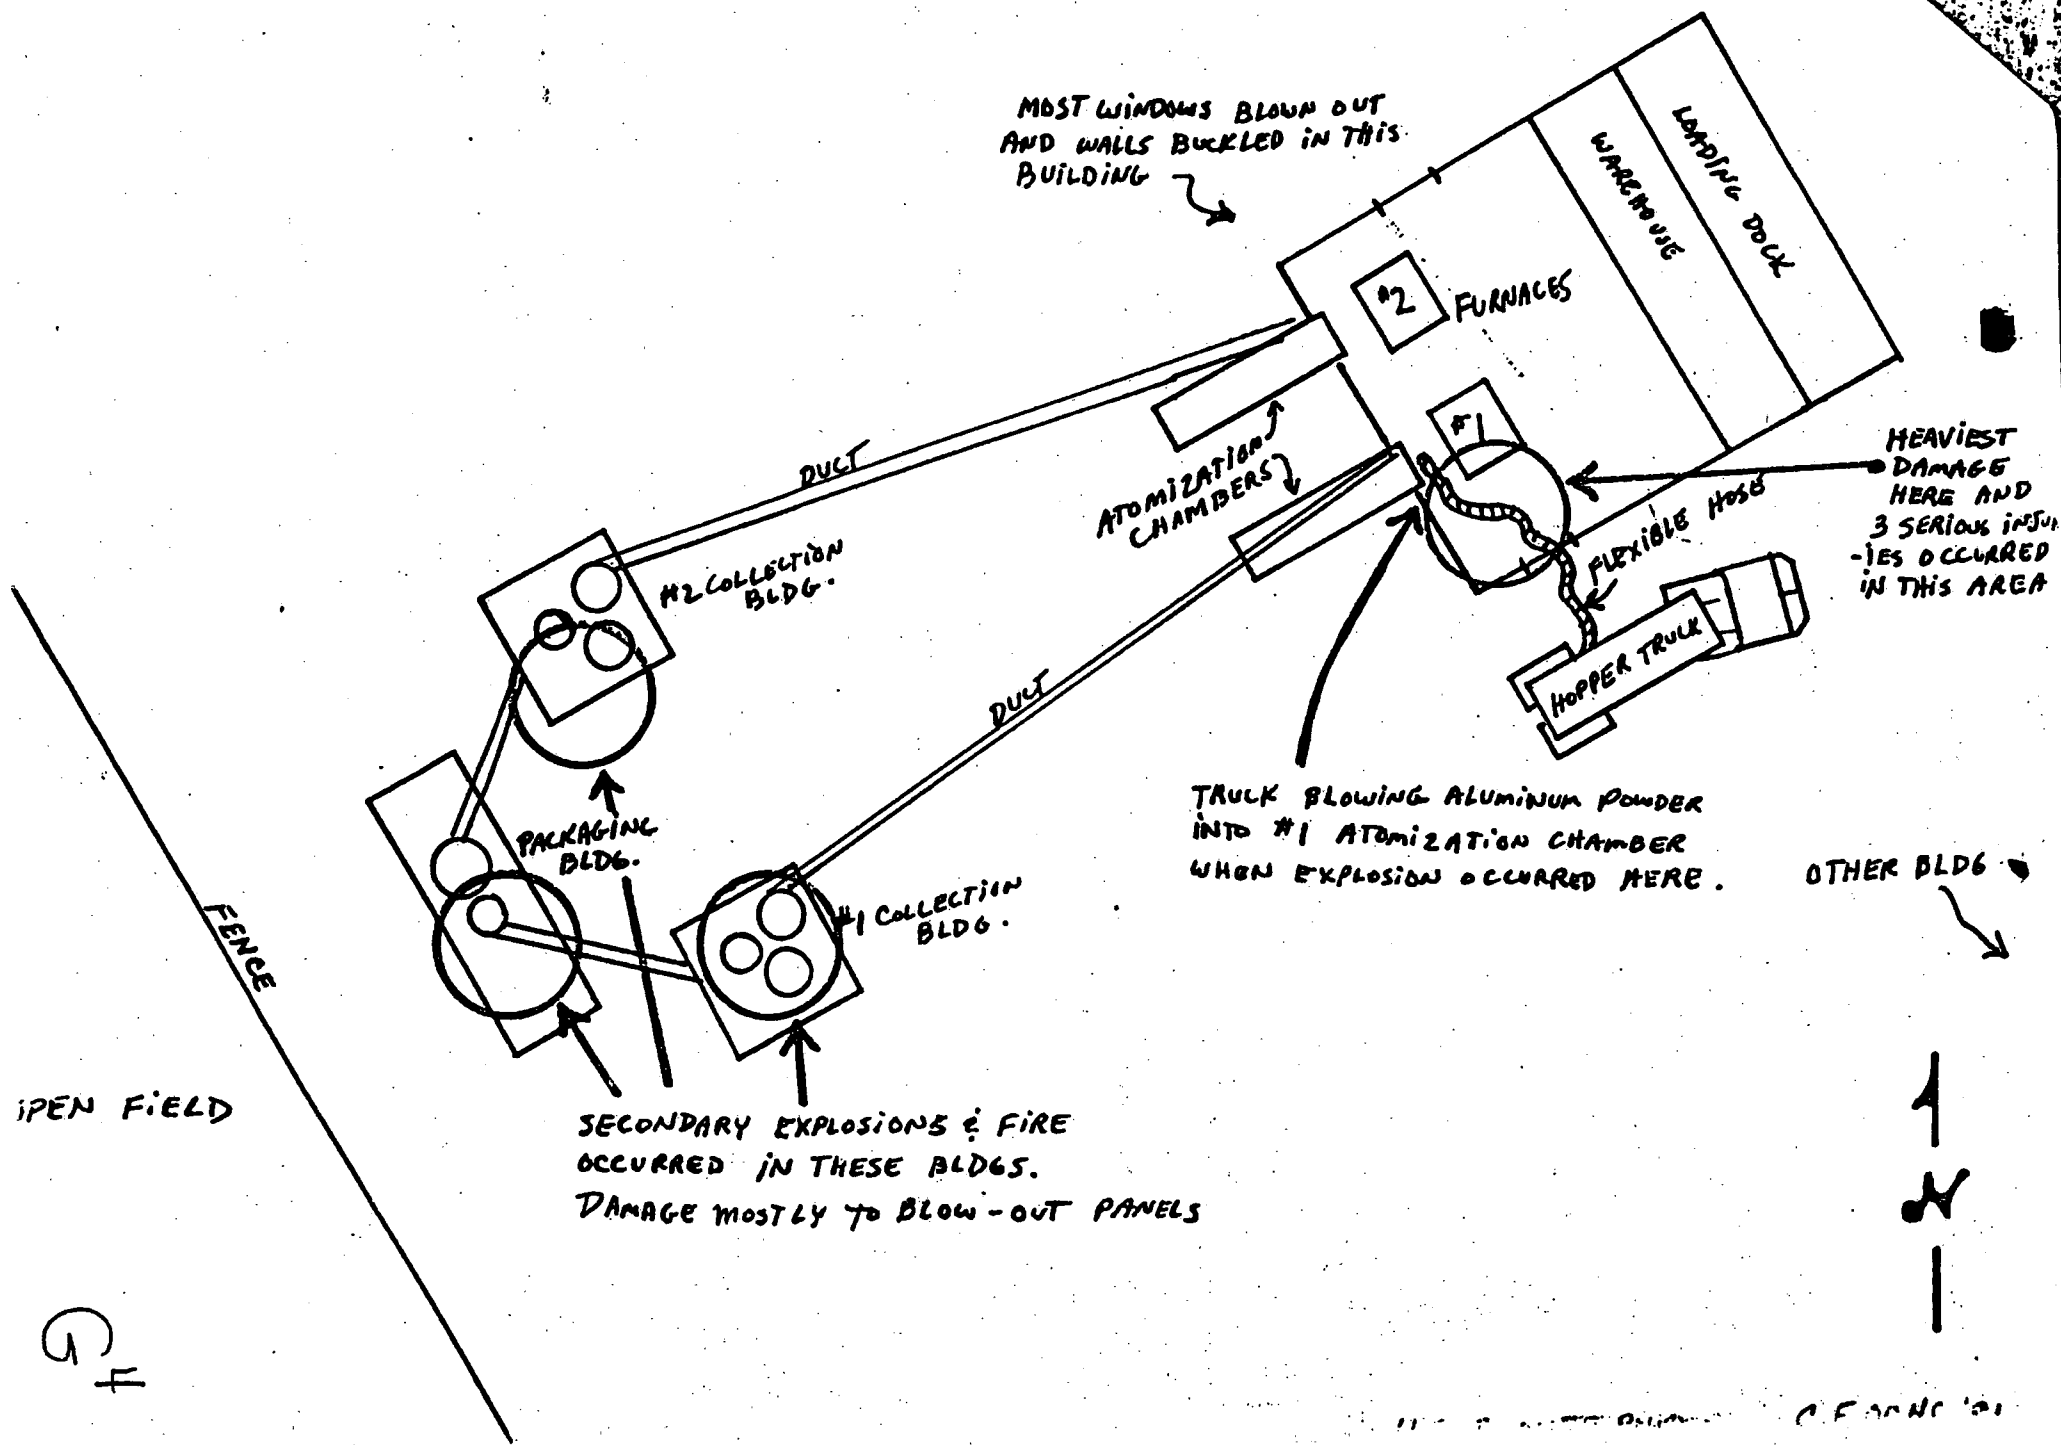 MOST WINDOWS BLOWN OUT
AND WALLS BUCKLED IN THIS
BUILDING
LOADING DOCK
WAREHOUSE
#2
FURNACES
#1
HEAVIEST
DAMAGE
HERE AND
3 SERIOUS INJUR
-IES OCCURRED
IN THIS AREA
DUCT
ATOMIZATION
CHAMBERS
FLEXIBLE HOSE
#2 COLLECTION
BLDG.
HOPPER TRUCK
DUCT
TRUCK BLOWING ALUMINUM POWDER
INTO #1 ATOMIZATION CHAMBER
WHEN EXPLOSION OCCURRED HERE.
PACKAGING
BLDG.
OTHER BLDG
#1 COLLECTION
BLDG.
FENCE
IPEN FIELD
SECONDARY EXPLOSIONS & FIRE
OCCURRED IN THESE BLDGS.
DAMAGE MOSTLY TO BLOW-OUT PANELS
N
G4